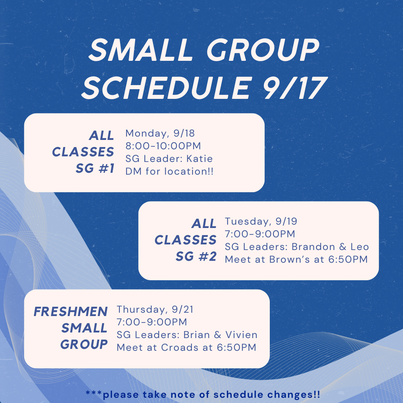 SMALL GROUP
SCHEDULE 9/17
ALL
CLASSES
SG #1
Monday, 9/18
8:00-10:00PM
SG Leader: Katie
DM for location!!
ALL
CLASSES
SG #2
Tuesday, 9/19
7:00-9:00PM
SG Leaders: Brandon & Leo
Meet at Brown's at 6:50PM
FRESHMEN
SMALL
GROUP
Thursday, 9/21
7:00-9:00PM
SG Leaders: Brian & Vivien
Meet at Croads at 6:50PM
***please take note of schedule changes!!